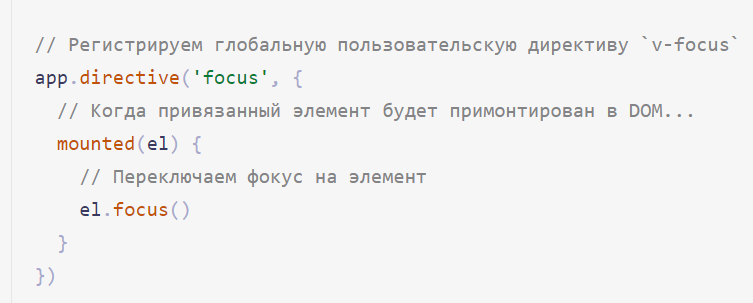 // Регистрируем глобальную пользовательскую директиву `v-focus`
app.directive('focus', {
  // Когда привязанный элемент будет примонтирован в DOM...
  mounted(el) {
    // Переключаем фокус на элемент
    el.focus()
  }
})